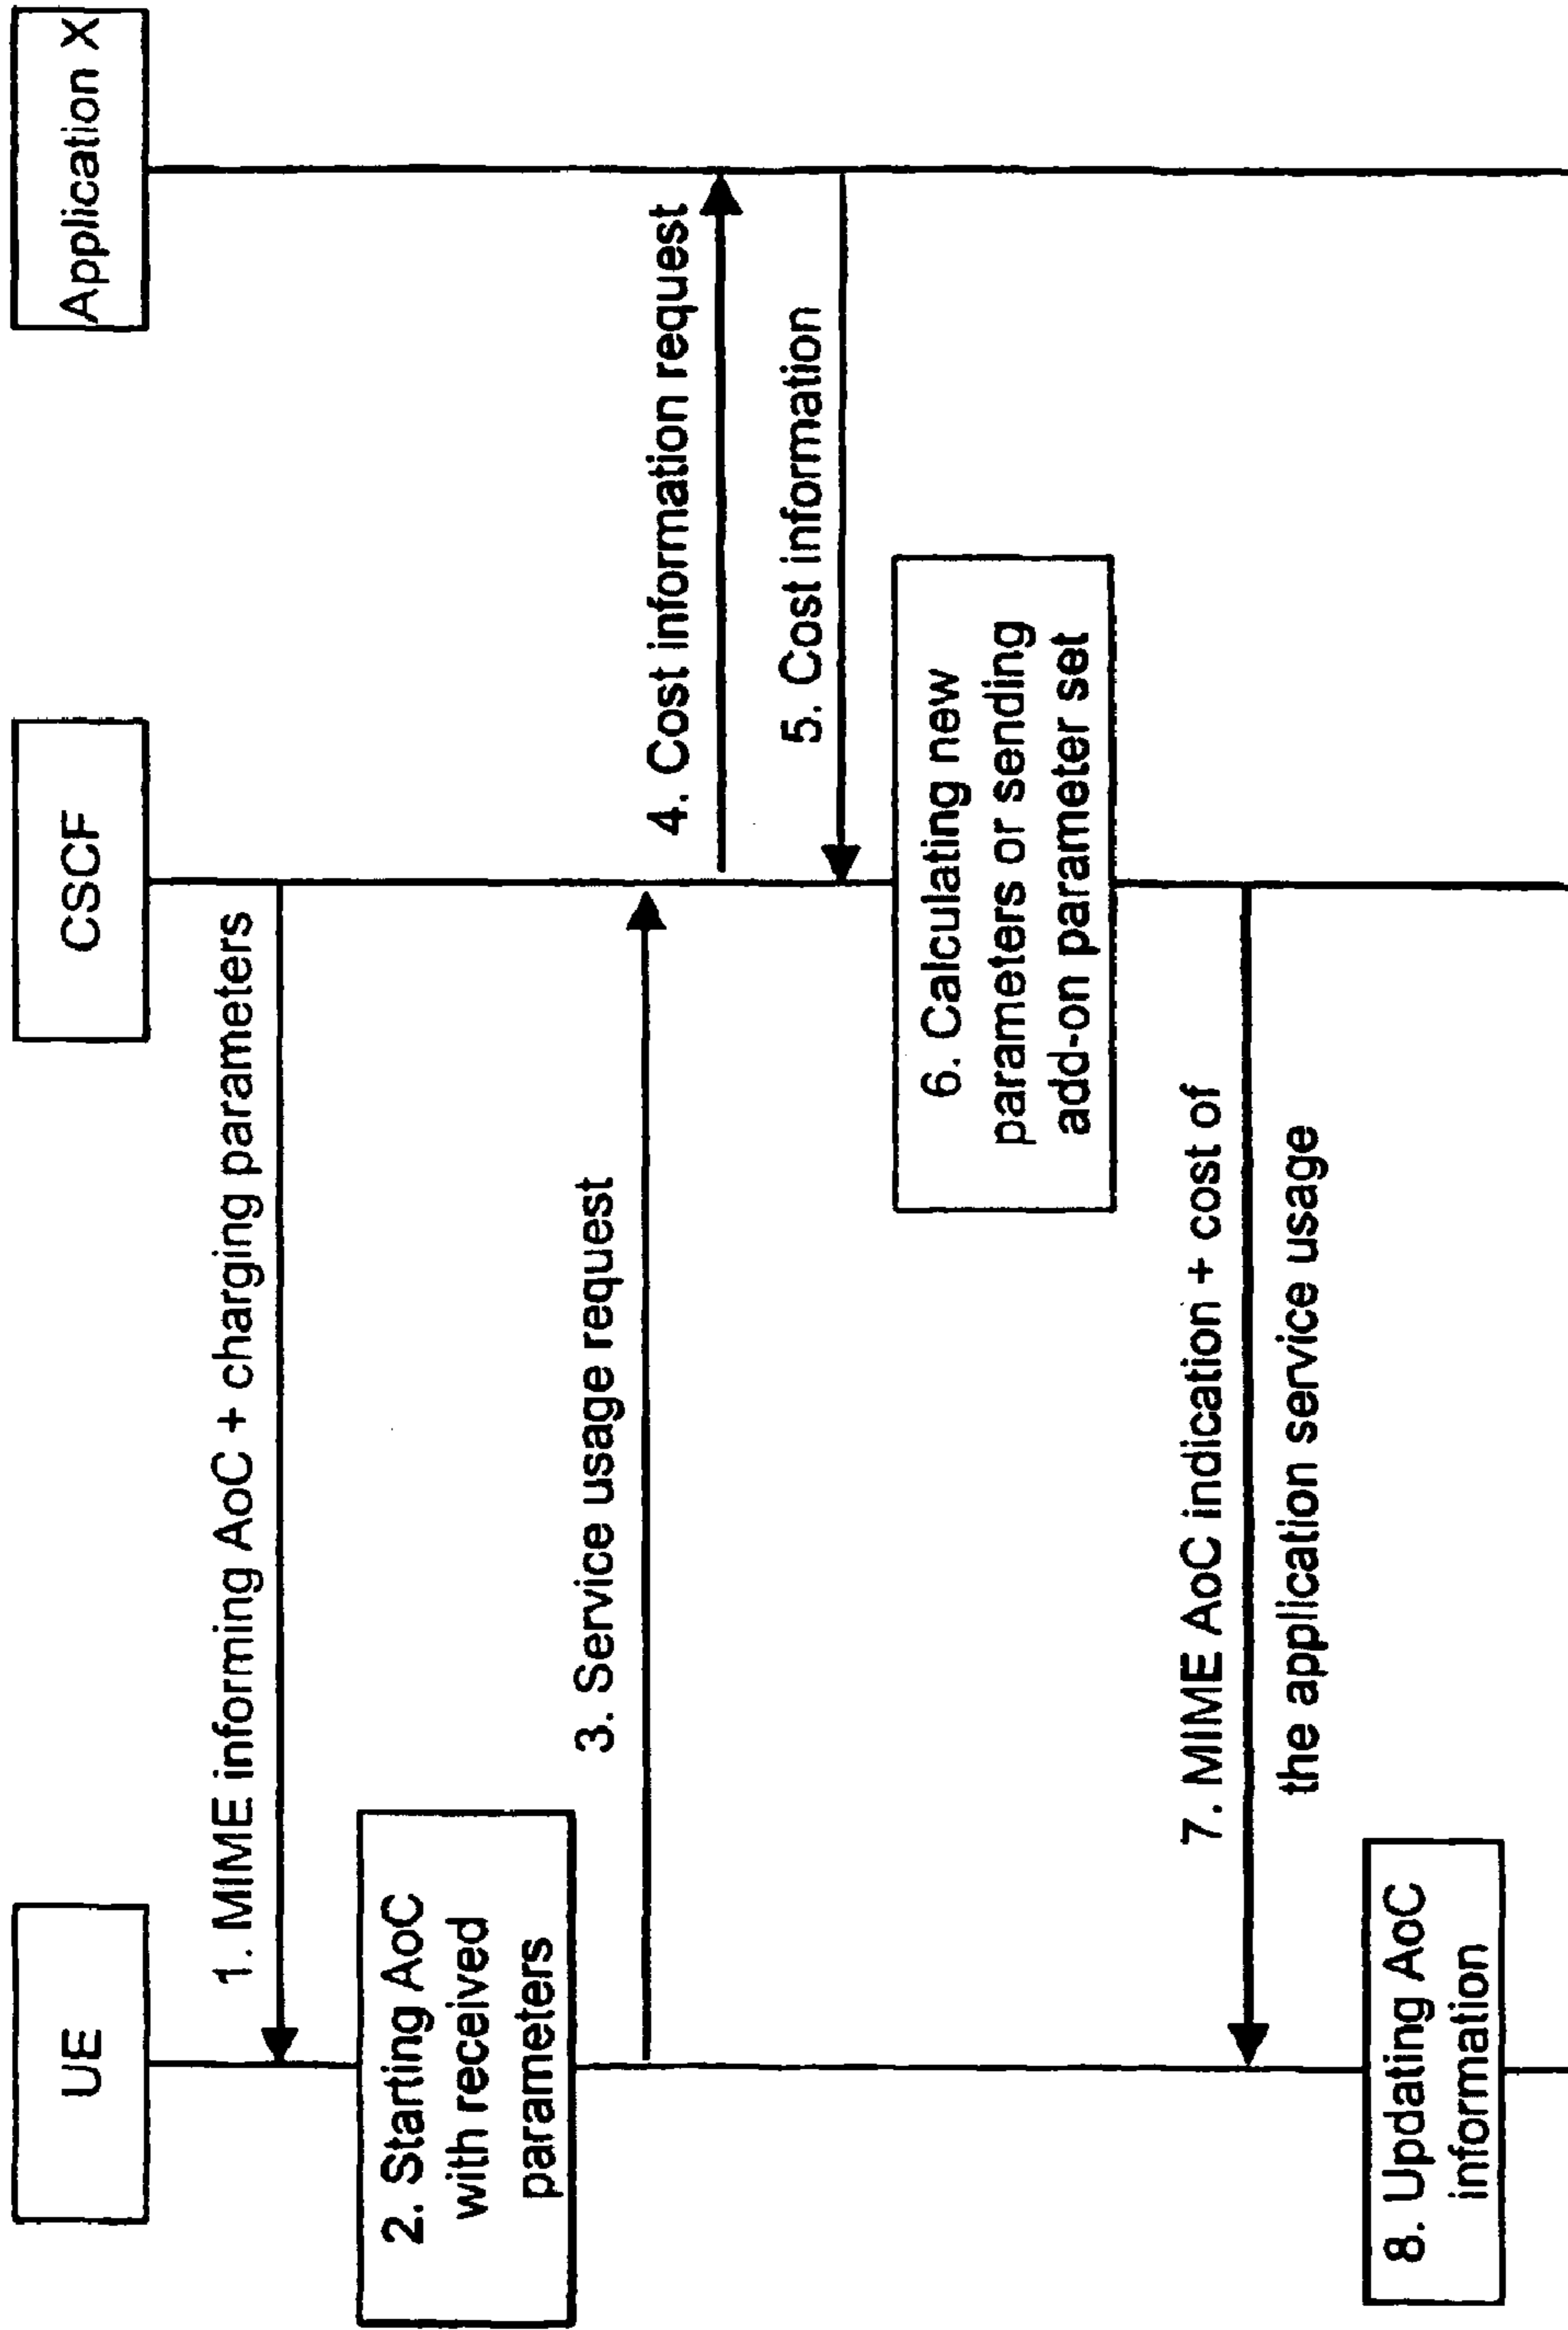 UE
CSCF
Application X
1. MIME informing AoC + charging parameters
2. Starting AoC
with received
parameters
3. Service usage request
4. Cost information request
5. Cost information
6. Calculating new
parameters or sending
add-on parameter set
7. MIME AoC indication + cost of
the application service usage
8. Updating AoC
information